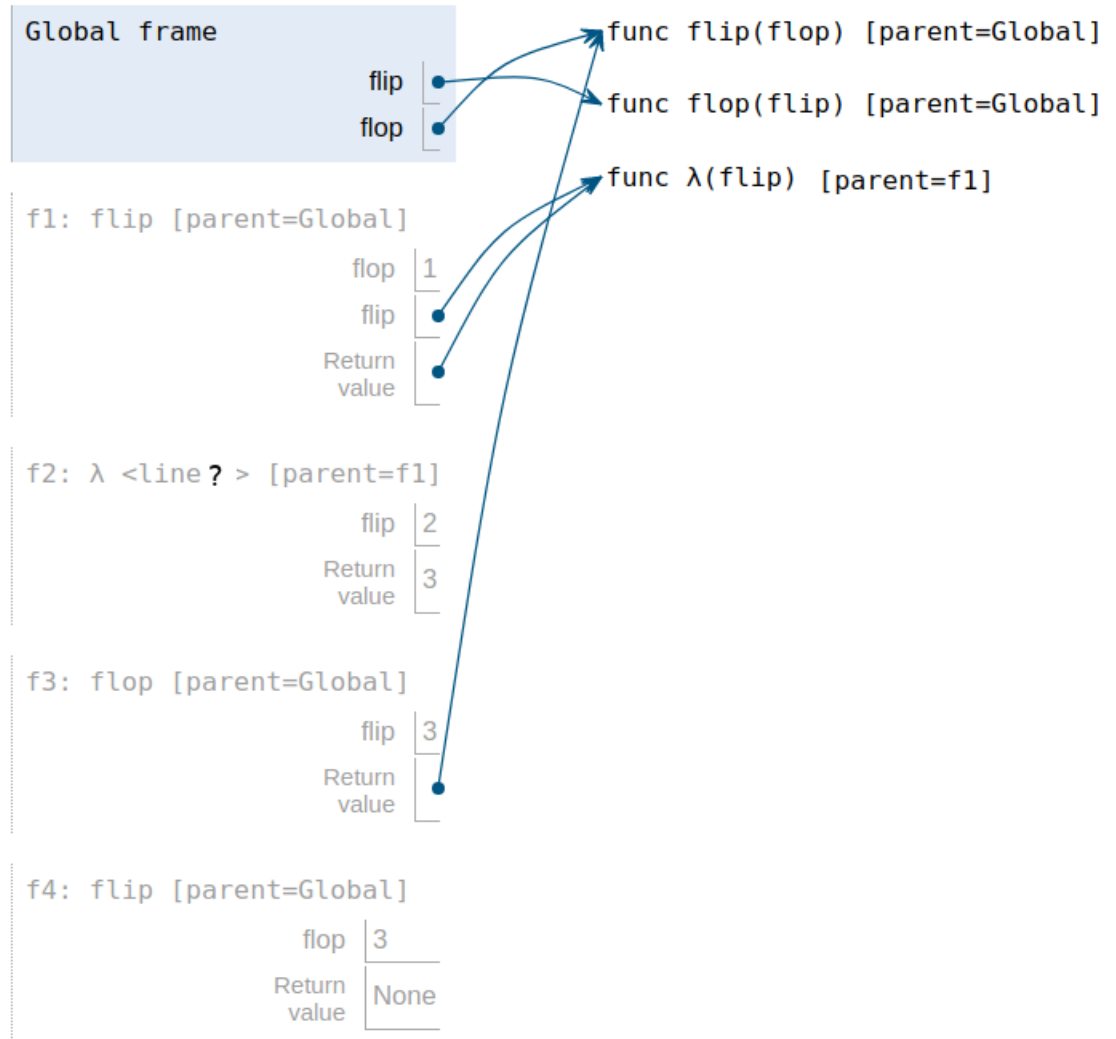 Global frame
flip
flop
func flip(flop) [parent=Global]
func flop(flip) [parent=Global]
func λ(flip) [parent=f1]
f1: flip [parent=Global]
flop 1
flip
Return
value
f2: λ <line ? > [parent=f1]
flip 2
Return
value 3
f3: flop [parent=Global]
flip 3
Return
value
f4: flip [parent=Global]
flop 3
Return
value None